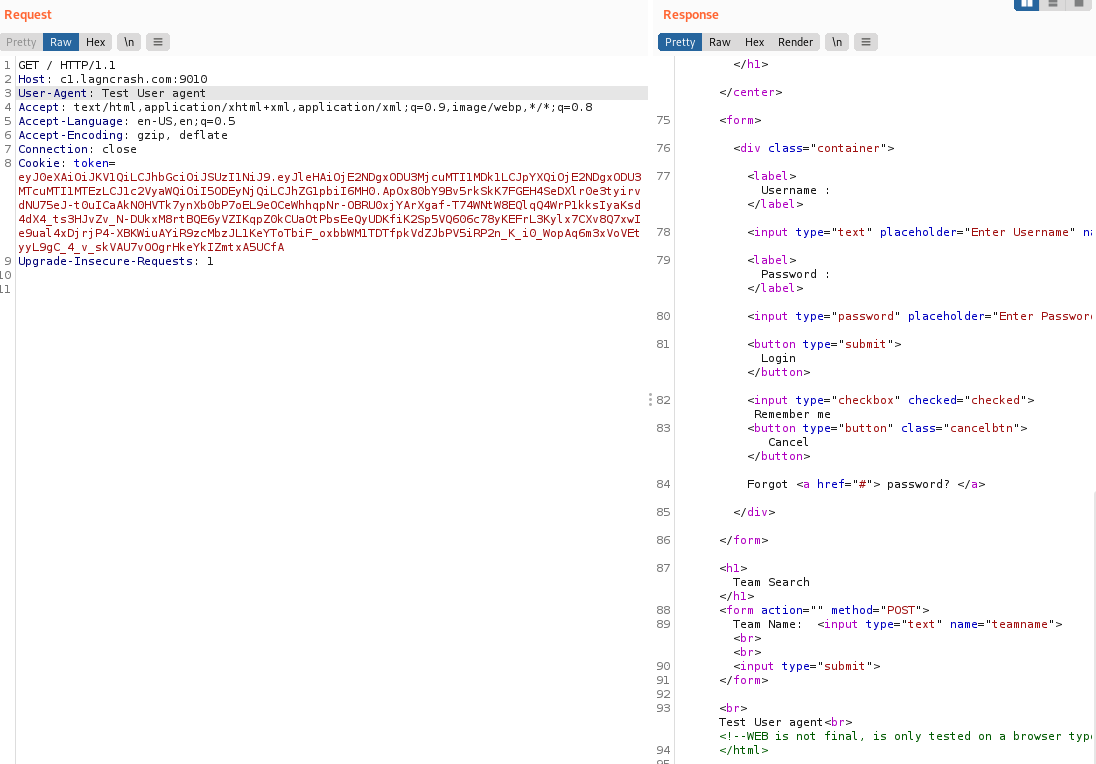 Request
Pretty Raw Hex \n
1 GET / HTTP/1.1
2 Host: c1.lagncrash.com:9010
3 User-Agent: Test User agent
4 Accept: text/html,application/xhtml+xml,application/xml;q=0.9,image/webp,*/*;q=0.8
5 Accept-Language: en-US,en;q=0.5
6 Accept-Encoding: gzip, deflate
7 Connection: close
8 Cookie: token=
9 Upgrade-Insecure-Requests: 1
10
11
Response
Pretty Raw Hex Render \n
</h1>
</center>
75 <form>
76 <div class="container">
77 <label>
Username :
</label>
78 <input type="text" placeholder="Enter Username" na
79 <label>
Password :
</label>
80 <input type="password" placeholder="Enter Passwor
81 <button type="submit">
Login
</button>
82 <input type="checkbox" checked="checked">
Remember me
83 <button type="button" class="cancelbtn">
Cancel
</button>
84 Forgot <a href="#"> password? </a>
85 </div>
86 </form>
87 <h1>
Team Search
</h1>
88 <form action="" method="POST">
89 Team Name: <input type="text" name="teamname">
<br>
<br>
90 <input type="submit">
91 </form>
92
93 <br>
Test User agent<br>
<!--WEB is not final, is only tested on a browser typ
94 </html>